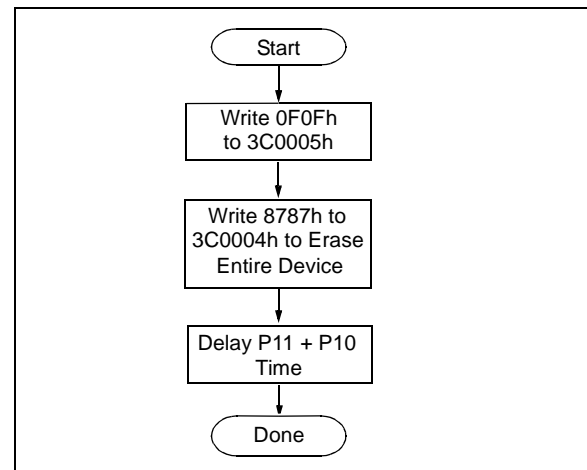 Start
Write 0F0Fh
to 3C0005h
Write 8787h to
3C0004h to Erase
Entire Device
Delay P11 + P10
Time
Done